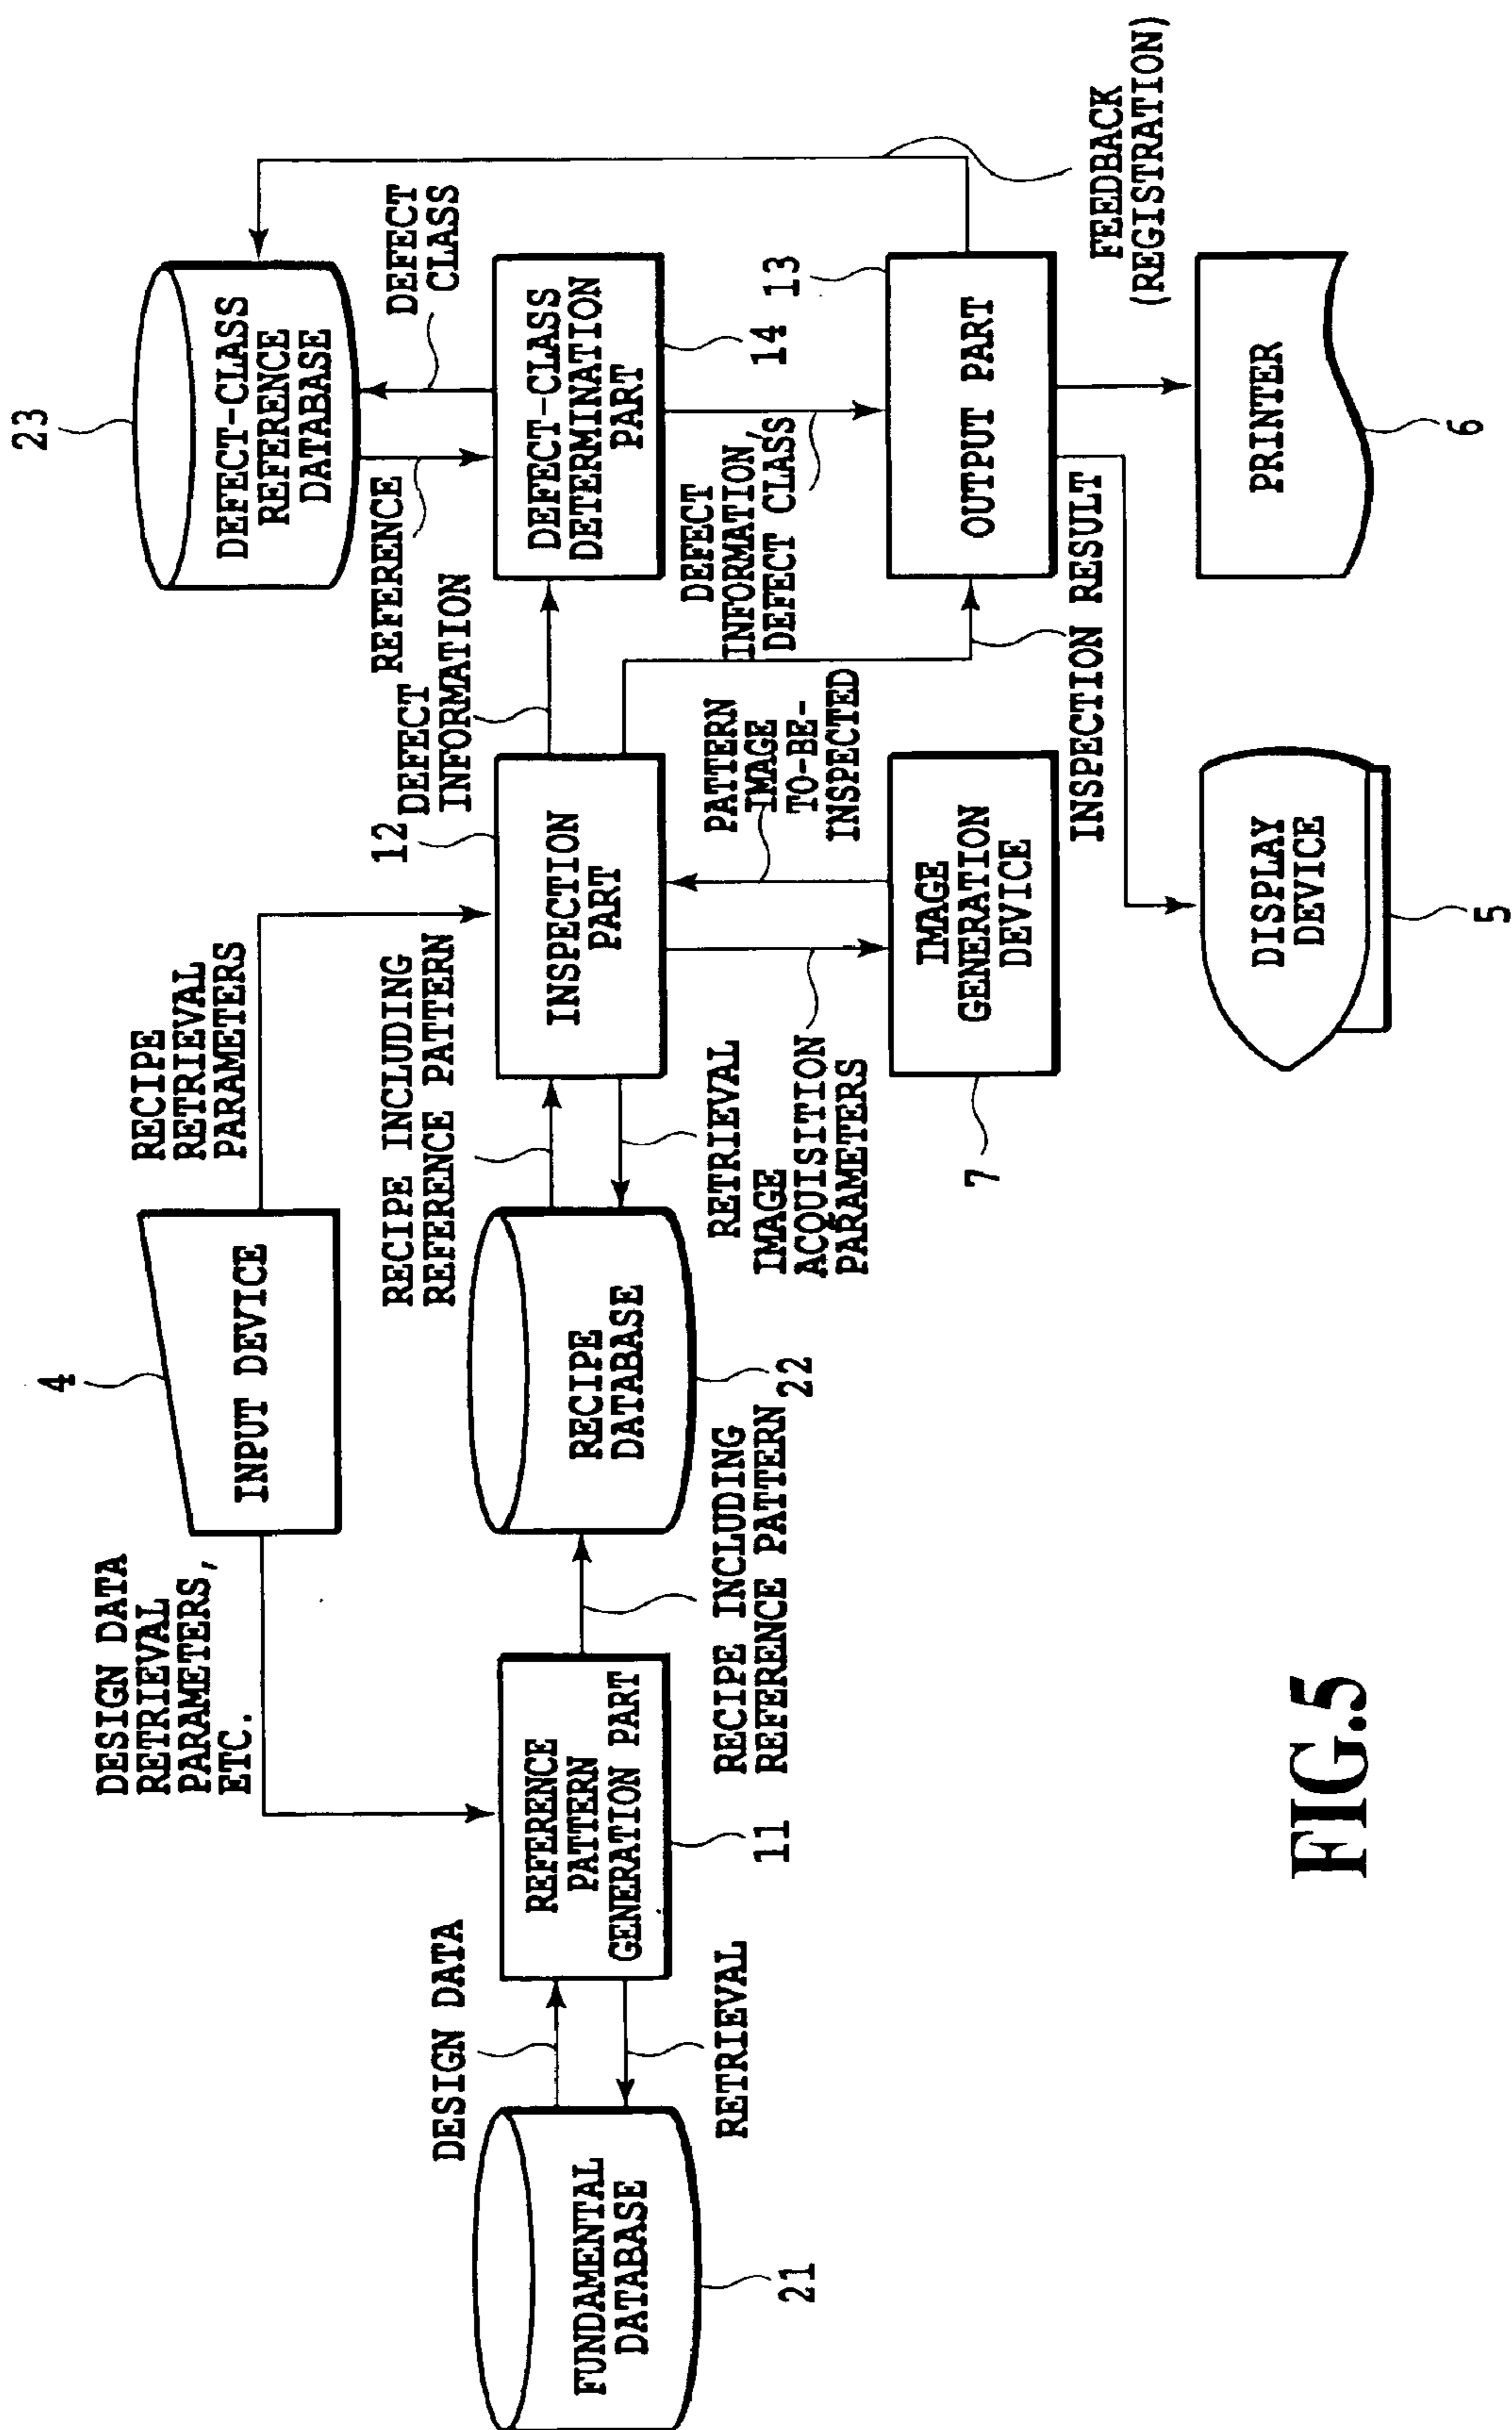 4
INPUT DEVICE
DESIGN DATA
RETRIEVAL
PARAMETERS,
ETC.
RECIPE
RETRIEVAL
PARAMETERS
23
DEFECT-CLASS
REFERENCE
DATABASE
REFERENCE
DEFECT
CLASS
DESIGN DATA
RETRIEVAL
FUNDAMENTAL
DATABASE
21
REFERENCE
PATTERN
GENERATION PART
11
RECIPE INCLUDING
REFERENCE PATTERN
RECIPE
DATABASE
22
RECIPE INCLUDING
REFERENCE PATTERN
RETRIEVAL
12
INSPECTION
PART
DEFECT
INFORMATION
DEFECT-CLASS
DETERMINATION
PART
14
IMAGE
ACQUISITION
PARAMETERS
PATTERN
IMAGE
TO-BE-
INSPECTED
DEFECT
INFORMATION,
DEFECT CLASS
IMAGE
GENERATION
DEVICE
7
13
OUTPUT PART
INSPECTION RESULT
FEEDBACK
(REGISTRATION)
DISPLAY
DEVICE
5
PRINTER
6
FIG.5